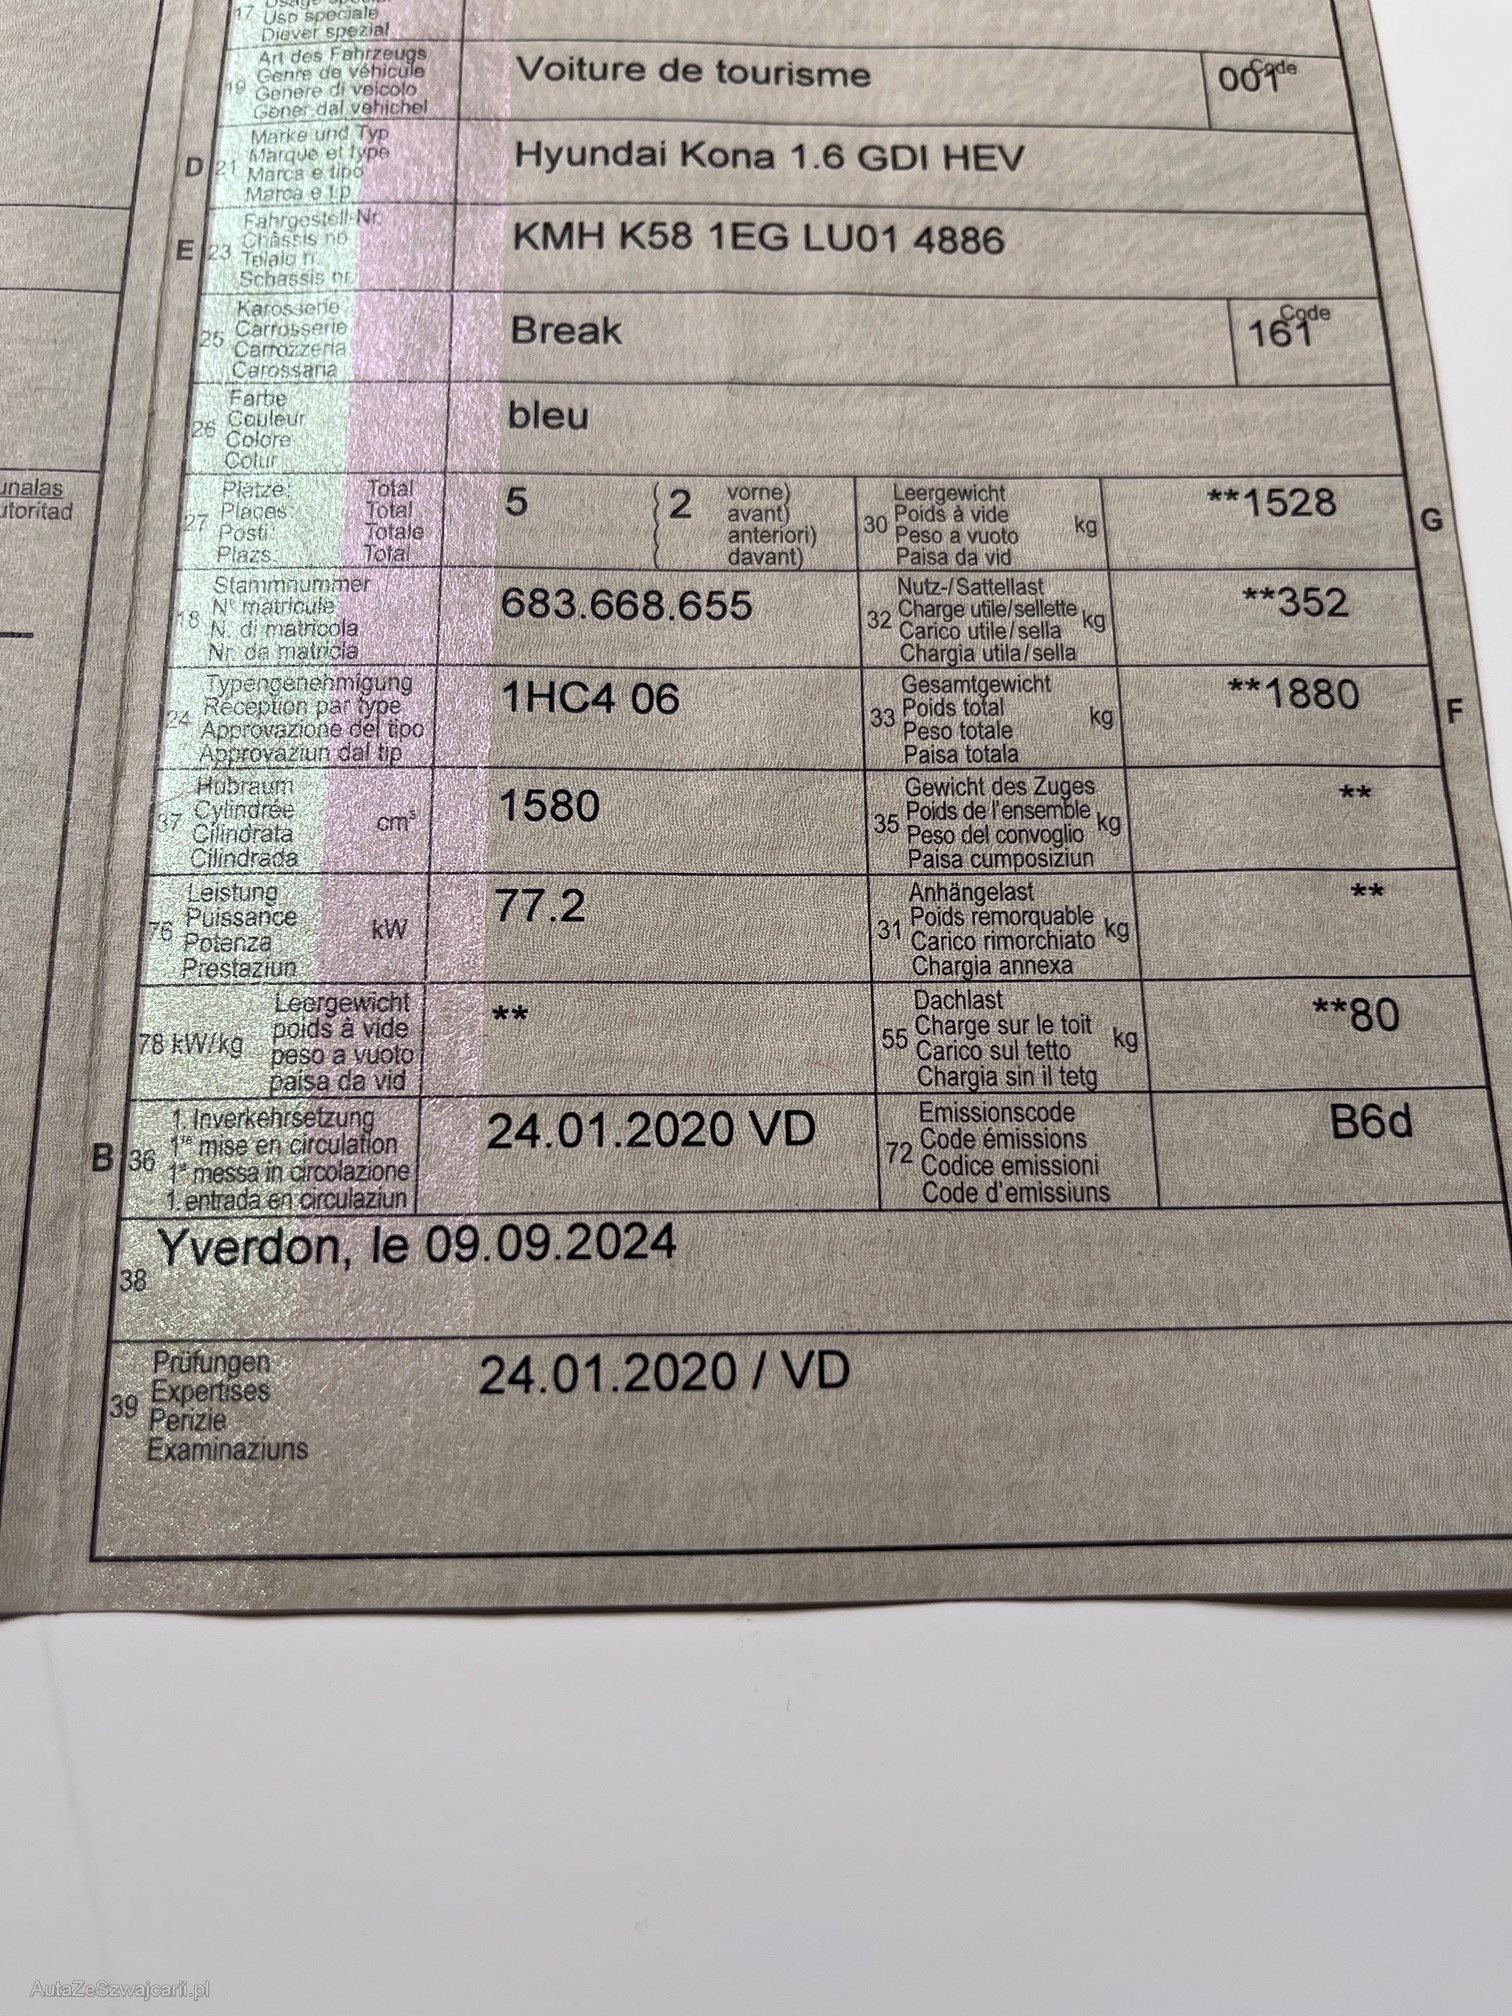 17 Uso speciale
Diever spezial
Art des Fahrzeugs
Genre de véhicule
19 Genere di veicolo
Gener dal vehichel
Voiture de tourisme
Code
001
Marke und Typ
Marque et type
D 21 Marca e tipo
Marca e tip
Hyundai Kona 1.6 GDI HEV
Fahrgestell-Nr.
Châssis no
E 23 Telaio n.
Schassis nr.
KMH K58 1EG LU01 4886
Karosserie
25 Carrosserie
Carrozzeria
Carossaria
Break
Code
161
Farbe
26 Couleur
Colore
Colur
bleu
Plätze: Total
27 Places: Total
Posti: Totale
Plazs: Total
5 (2 vorne)
avant)
anteriori)
davant)
Leergewicht
30 Poids à vide kg
Peso a vuoto
Paisa da vid
**1528
G
Stammnummer
18 N° matricule
N. di matricola
Nr. da matricla
683.668.655
Nutz-/Sattellast
32 Charge utile/sellette kg
Carico utile/sella
Chargia utila/sella
**352
Typengenehmigung
24 Réception par type
Approvazione del tipo
Approvaziun dal tip
1HC4 06
Gesamtgewicht
33 Poids total kg
Peso totale
Paisa totala
**1880
F
Hubraum
37 Cylindrée cm³
Cilindrata
Cilindrada
1580
Gewicht des Zuges
35 Poids de l'ensemble kg
Peso del convoglio
Paisa cumposiziun
**
Leistung
76 Puissance kW
Potenza
Prestaziun
77.2
Anhängelast
31 Poids remorquable kg
Carico rimorchiato
Chargia annexa
**
Leergewicht
78 kW/kg poids à vide
peso a vuoto
paisa da vid
**
Dachlast
55 Charge sur le toit kg
Carico sul tetto
Chargia sin il tetg
**80
1. Inverkehrsetzung
B 36 1re mise en circulation
1a messa in circolazione
1. entrada en circulaziun
24.01.2020 VD
Emissionscode
72 Code émissions
Codice emissioni
Code d'emissiuns
B6d
38 Yverdon, le 09.09.2024
Prüfungen
39 Expertises
Perizie
Examinaziuns
24.01.2020 / VD
AutaZeSzwajcarii.pl